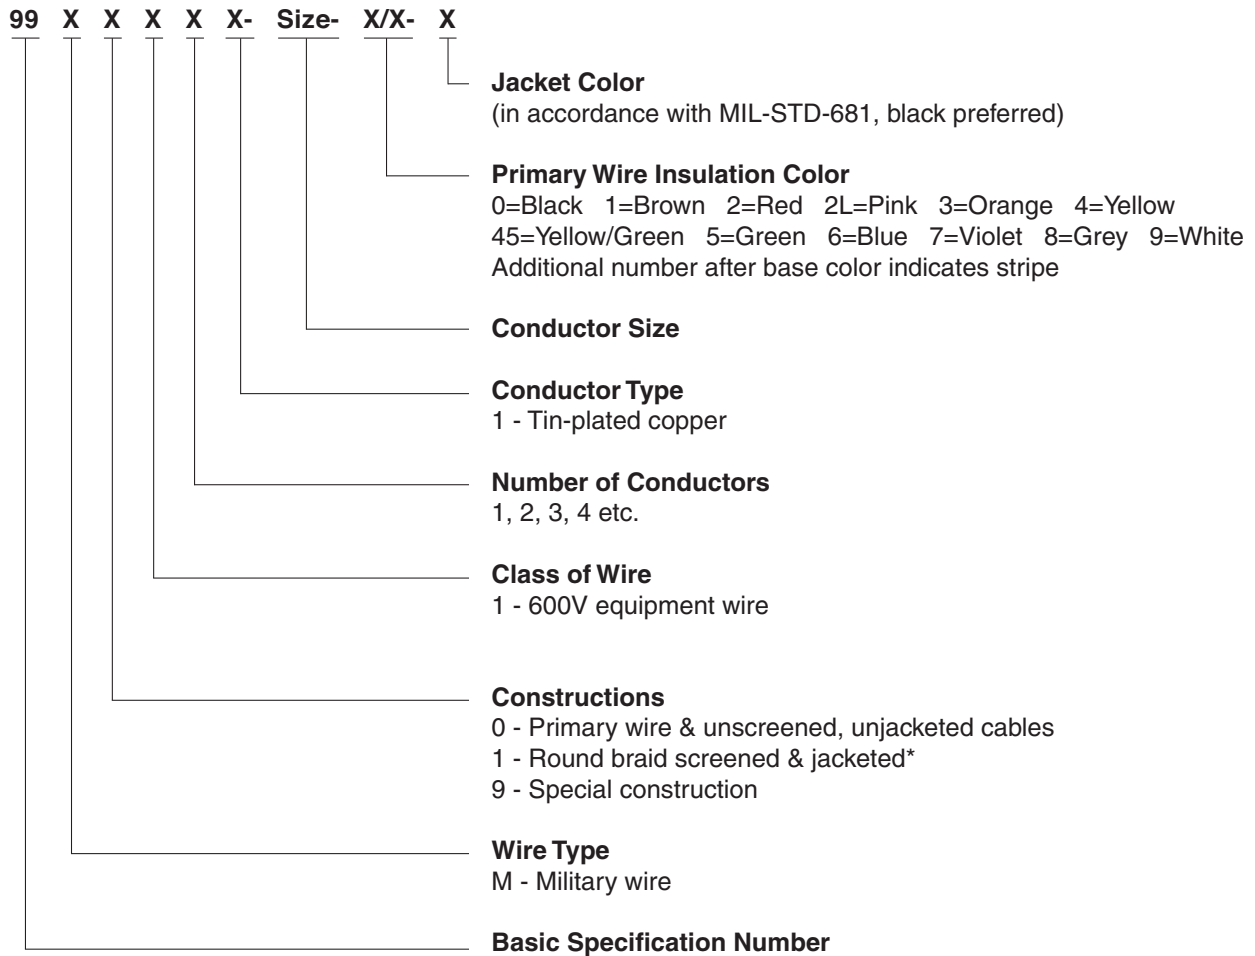 99 X X X X X- Size- X/X- X
Jacket Color
(in accordance with MIL-STD-681, black preferred)
Primary Wire Insulation Color
0=Black 1=Brown 2=Red 2L=Pink 3=Orange 4=Yellow
45=Yellow/Green 5=Green 6=Blue 7=Violet 8=Grey 9=White
Additional number after base color indicates stripe
Conductor Size
Conductor Type
1 - Tin-plated copper
Number of Conductors
1, 2, 3, 4 etc.
Class of Wire
1 - 600V equipment wire
Constructions
0 - Primary wire & unscreened, unjacketed cables
1 - Round braid screened & jacketed*
9 - Special construction
Wire Type
M - Military wire
Basic Specification Number